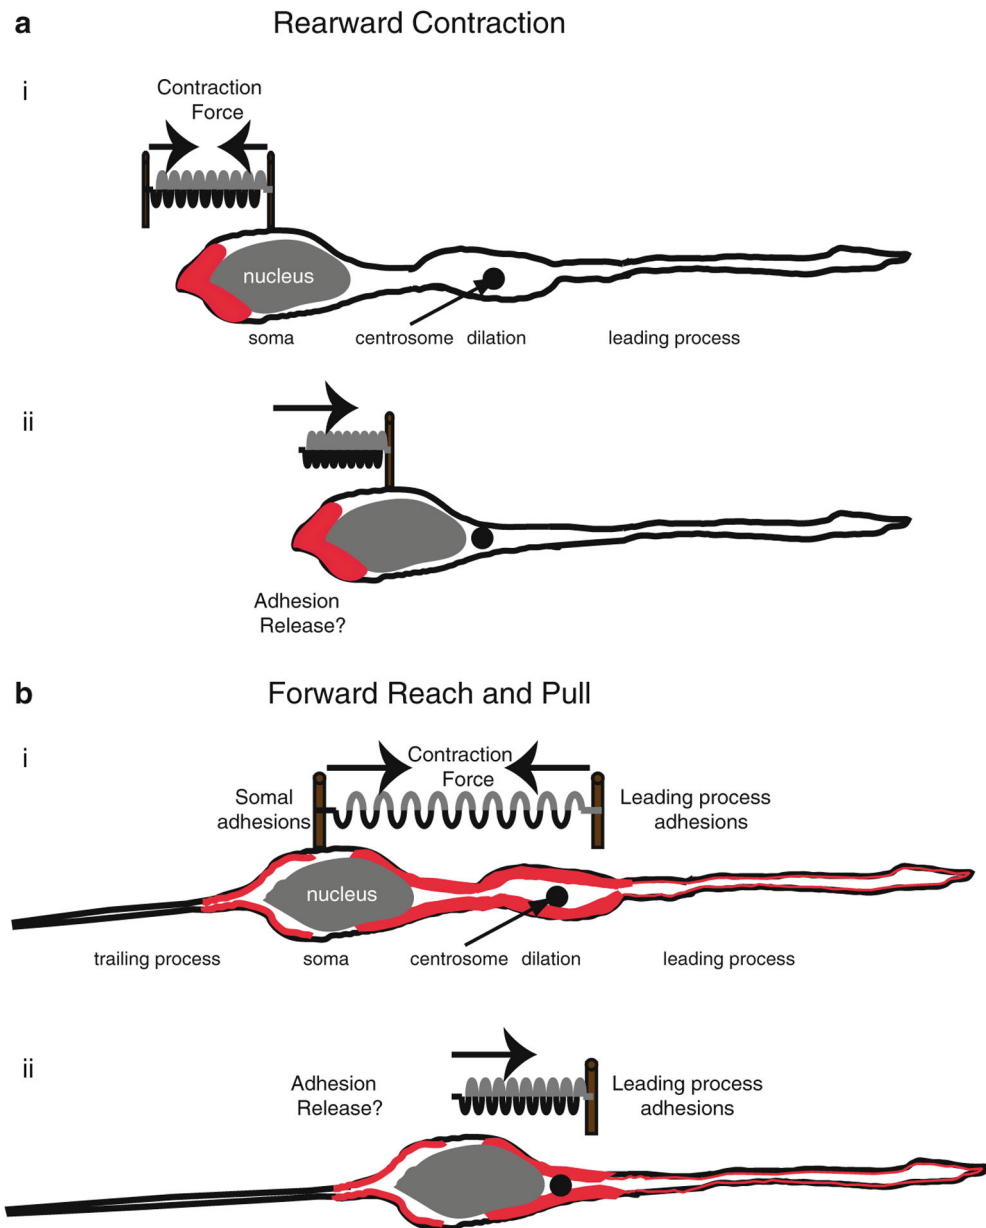 a Rearward Contraction
i
Contraction
Force
nucleus
soma centrosome dilation leading process
ii
Adhesion
Release?
b Forward Reach and Pull
i
Contraction
Force
Somal
adhesions
Leading process
adhesions
nucleus
trailing process soma centrosome dilation leading process
ii
Adhesion
Release?
Leading process
adhesions